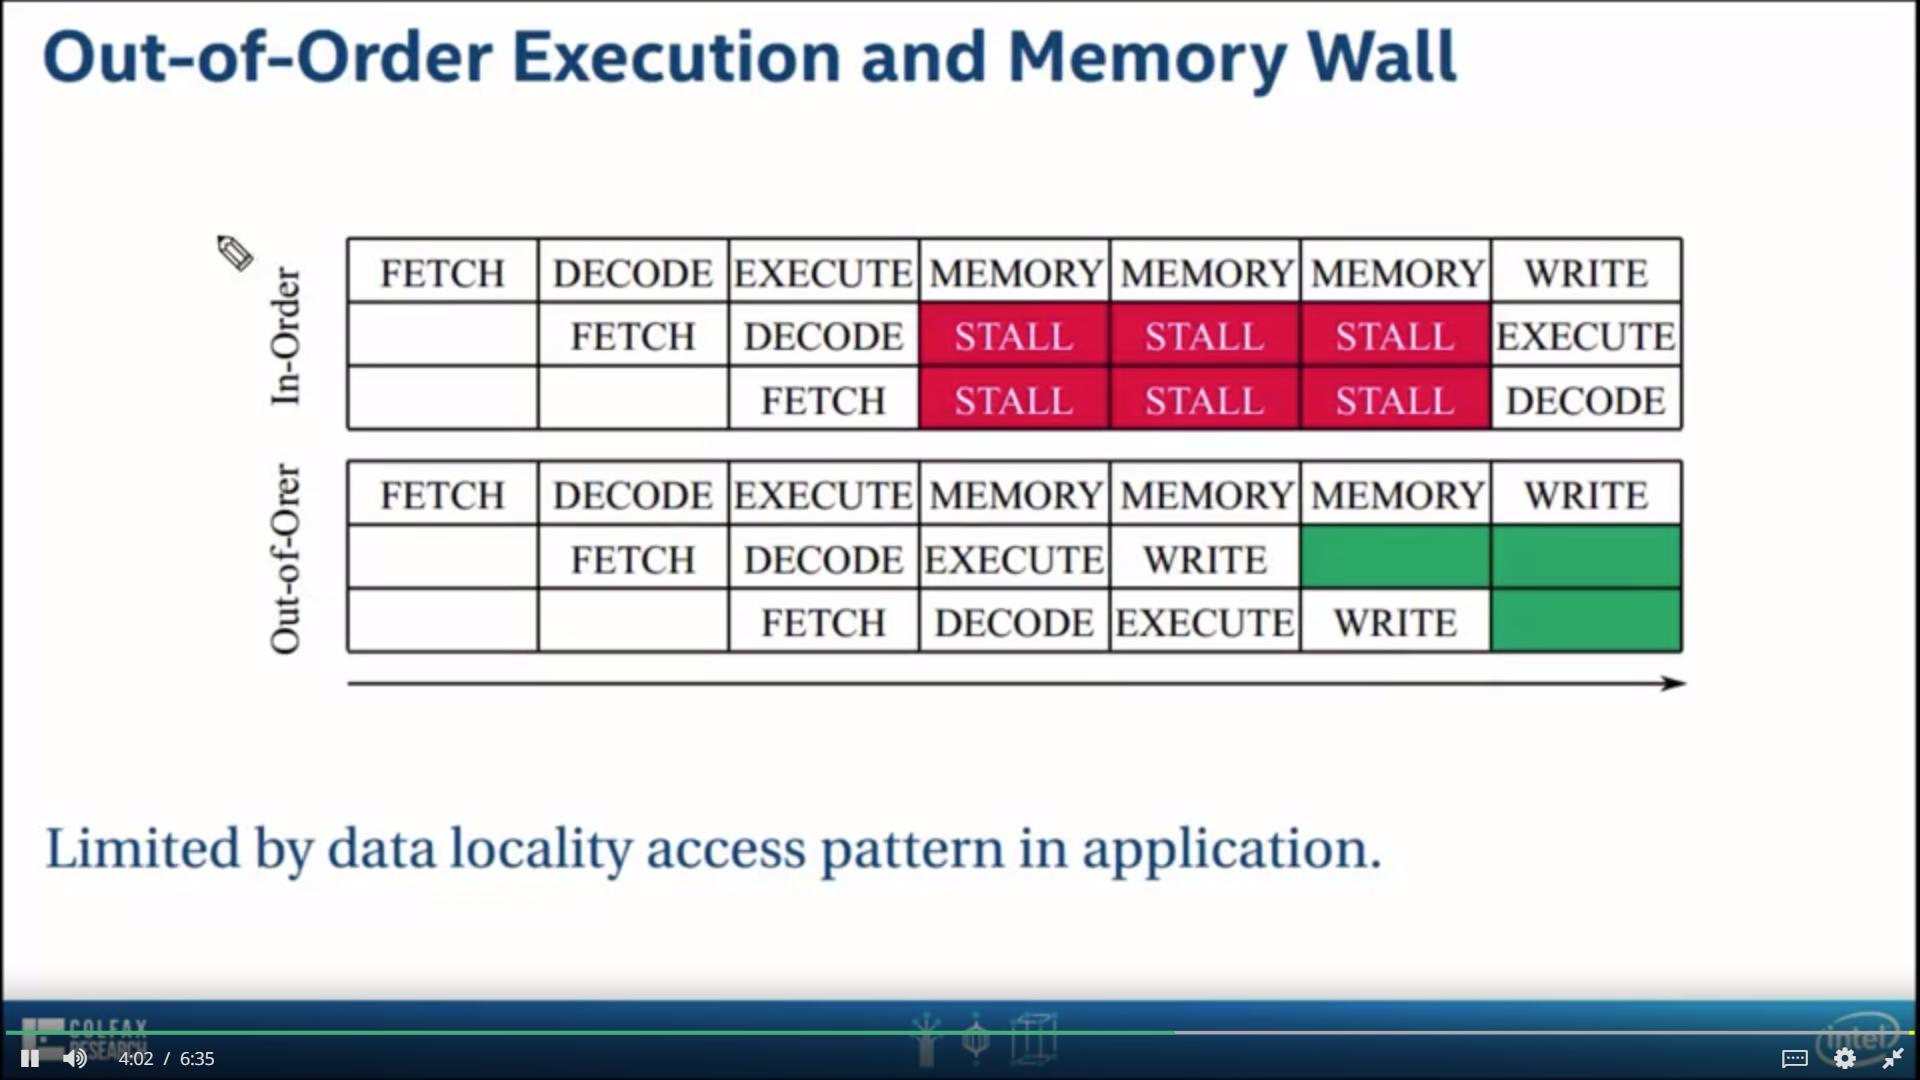 Out-of-Order Execution and Memory Wall
In-Order
FETCH DECODE EXECUTE MEMORY MEMORY MEMORY WRITE
FETCH DECODE STALL STALL STALL EXECUTE
FETCH STALL STALL STALL DECODE
Out-of-Orer
FETCH DECODE EXECUTE MEMORY MEMORY MEMORY WRITE
FETCH DECODE EXECUTE WRITE
FETCH DECODE EXECUTE WRITE
Limited by data locality access pattern in application.
COLFAX
RESEARCH
intel
4:02 / 6:35